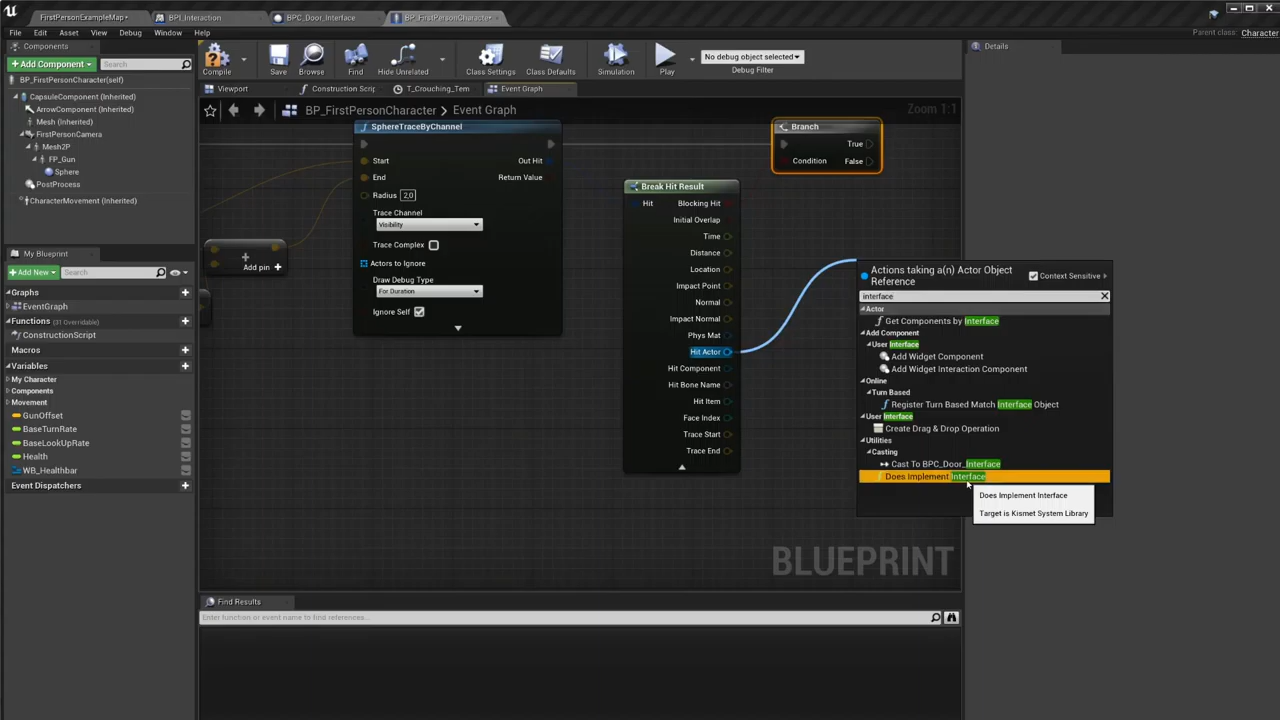 FirstPersonExampleMap•
BPI_Interaction
BPC_Door_Interface
BP_FirstPersonCharacter•
File Edit Asset View Debug Window Help
Parent class: Character
Components
+Add Component Search
BP_FirstPersonCharacter(self)
CapsuleComponent (Inherited)
ArrowComponent (Inherited)
Mesh (Inherited)
FirstPersonCamera
Mesh2P
FP_Gun
Sphere
PostProcess
CharacterMovement (Inherited)
My Blueprint
+Add New Search
Graphs
EventGraph
Functions (31 Overridable)
ConstructionScript
Macros
Variables
My Character
Components
Movement
GunOffset
BaseTurnRate
BaseLookUpRate
Health
WB_Healthbar
Event Dispatchers
Compile Save Browse Find Hide Unrelated Class Settings Class Defaults Simulation Play
No debug object selected
Debug Filter
Viewport Construction Scrip T_Crouching_Tem Event Graph
BP_FirstPersonCharacter > Event Graph
Zoom 1:1
Add pin +
SphereTraceByChannel
Start Out Hit
End Return Value
Radius 2,0
Trace Channel
Visibility
Trace Complex
Actors to Ignore
Draw Debug Type
For Duration
Ignore Self
Break Hit Result
Hit Blocking Hit
Initial Overlap
Time
Distance
Location
Impact Point
Normal
Impact Normal
Phys Mat
Hit Actor
Hit Component
Hit Bone Name
Hit Item
Face Index
Trace Start
Trace End
Branch
True
Condition False
Actions taking a(n) Actor Object
Reference
Context Sensitive
interface
Actor
Get Components by Interface
Add Component
User Interface
Add Widget Component
Add Widget Interaction Component
Online
Turn Based
Register Turn Based Match Interface Object
User Interface
Create Drag & Drop Operation
Utilities
Casting
Cast To BPC_Door_Interface
Does Implement Interface
Does Implement Interface
Target is Kismet System Library
BLUEPRINT
Find Results
Enter function or event name to find references...
Details